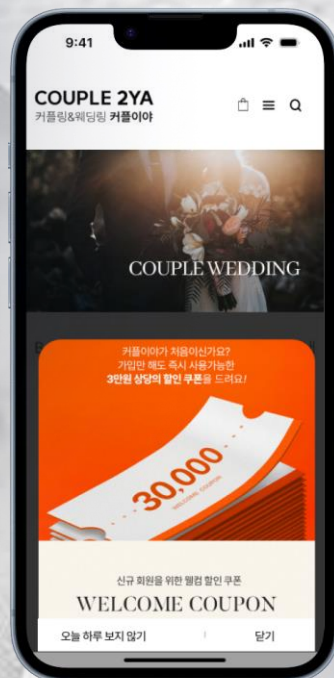 9:41
COUPLE 2YA
커플링&웨딩링 커플이야
COUPLE WEDDING
커플이야가 처음이신가요?
가입만 해도 즉시 사용가능한
3만원 상당의 할인 쿠폰을 드려요!
30,000
WELCOME COUPON
신규 회원을 위한 웰컴 할인 쿠폰
WELCOME COUPON
오늘 하루 보지 않기
닫기